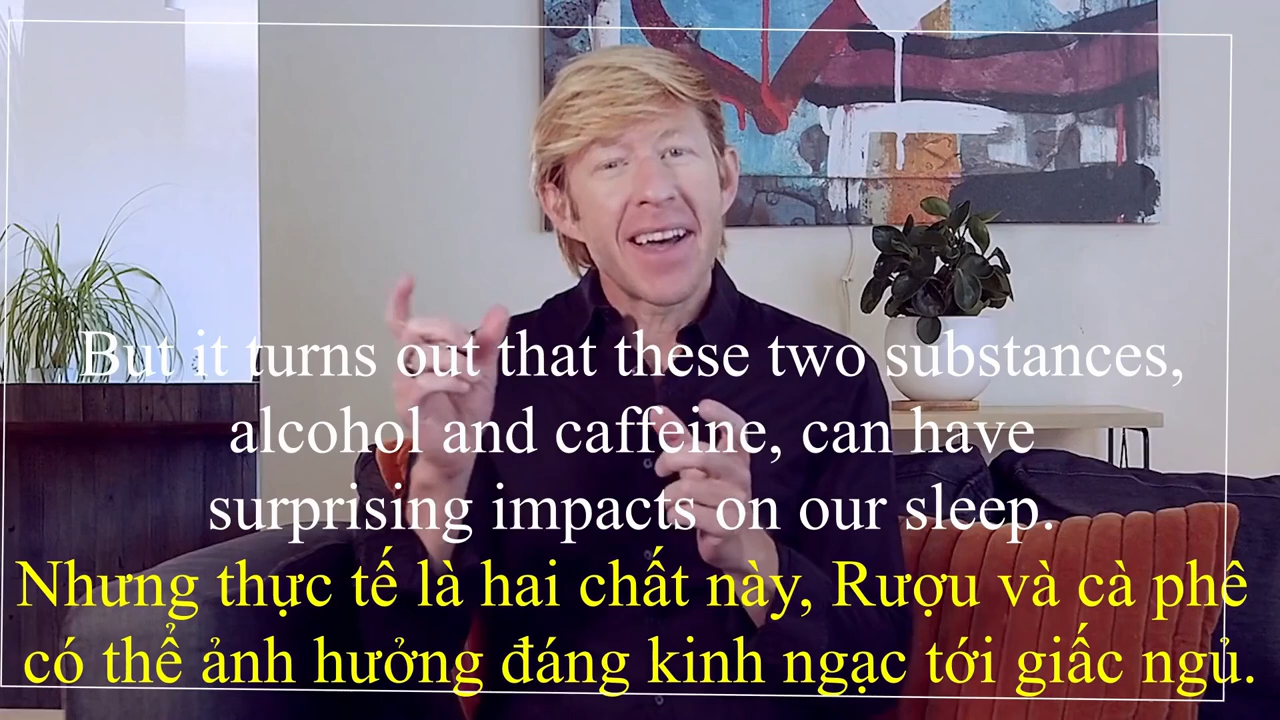 But it turns out that these two substances,
alcohol and caffeine, can have
surprising impacts on our sleep.
Nhưng thực tế là hai chất này, Rượu và cà phê
có thể ảnh hưởng đáng kinh ngạc tới giấc ngủ.